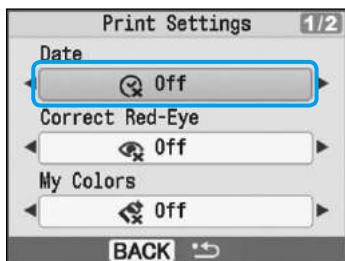 Print Settings 1/2
Date
Off
Correct Red-Eye
Off
My Colors
Off
BACK